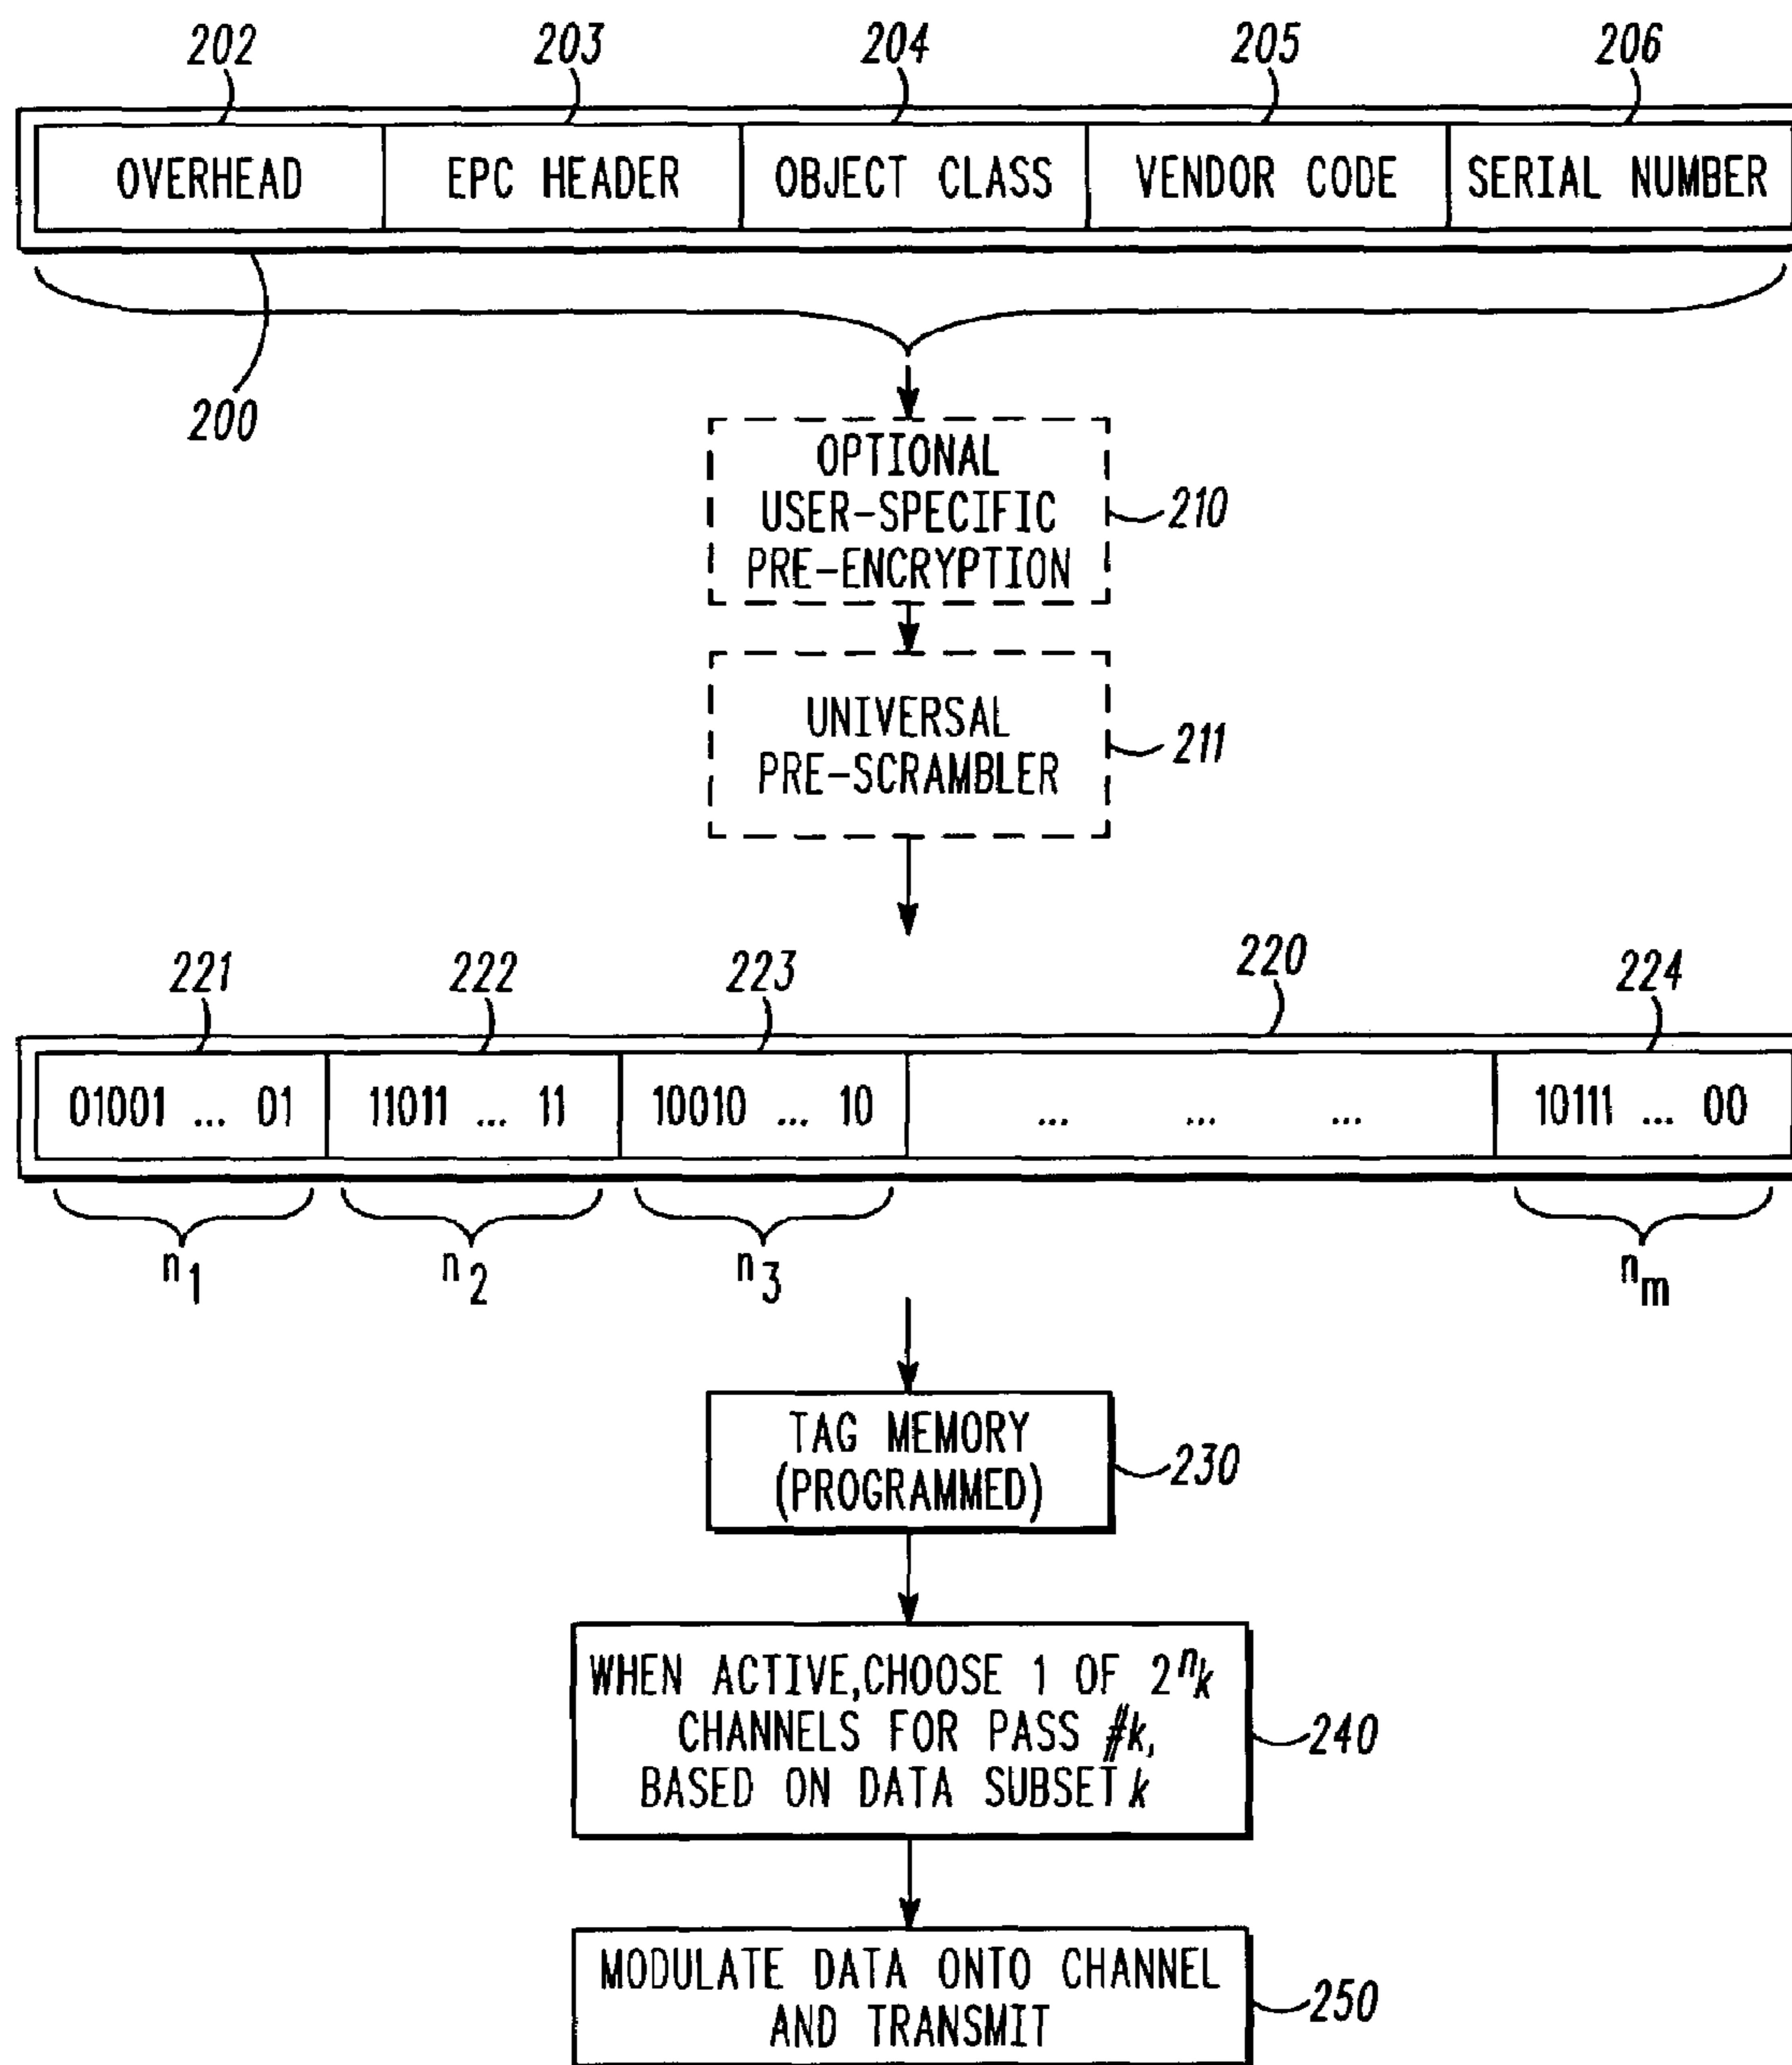 202 203 204 205 206
OVERHEAD EPC HEADER OBJECT CLASS VENDOR CODE SERIAL NUMBER
200
OPTIONAL
USER-SPECIFIC
PRE-ENCRYPTION
210
UNIVERSAL
PRE-SCRAMBLER
211
221 222 223 220 224
01001 ... 01 11011 ... 11 10010 ... 10 ... ... ... 10111 ... 00
n1 n2 n3 nm
TAG MEMORY
(PROGRAMMED)
230
WHEN ACTIVE,CHOOSE 1 OF 2^nk
CHANNELS FOR PASS #k,
BASED ON DATA SUBSET k
240
MODULATE DATA ONTO CHANNEL
AND TRANSMIT
250